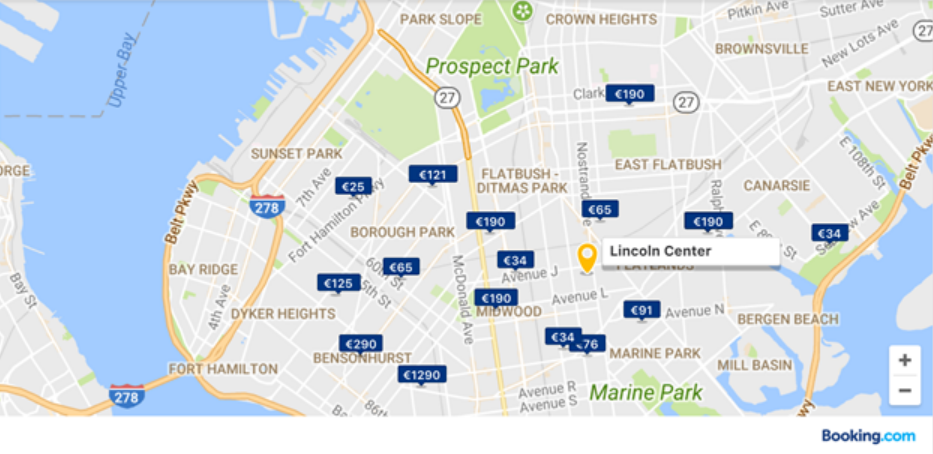 PARK SLOPE
CROWN HEIGHTS
Pitkin Ave
Sutter Ave
27
Upper-Bay
Prospect Park
BROWNSVILLE
New Lots Ave
27
Clark
€190
27
EAST NEW YORK
ORGE
SUNSET PARK
7th Ave
€25
€121
FLATBUSH -
DITMAS PARK
Nostrand
EAST FLATBUSH
CANARSIE
E 108th St
Belt Pkwy
278
Belt Pkwy
Fort Hamilton Pkwy
BOROUGH PARK
€190
€65
Ralph
€190
E 8
€34
Ave
Lincoln Center
FLATLANDS
BAY RIDGE
60th St
€65
McDonald Ave
€34
Avenue J
Bay St
4th Ave
€125
5th St
€190
MIDWOOD
Avenue L
€91
Avenue N
BERGEN BEACH
DYKER HEIGHTS
€290
BENSONHURST
€34
€76
MARINE PARK
MILL BASIN
FORT HAMILTON
€1290
278
86th
Avenue R
Avenue S
Marine Park
wy
+
−
Booking.com